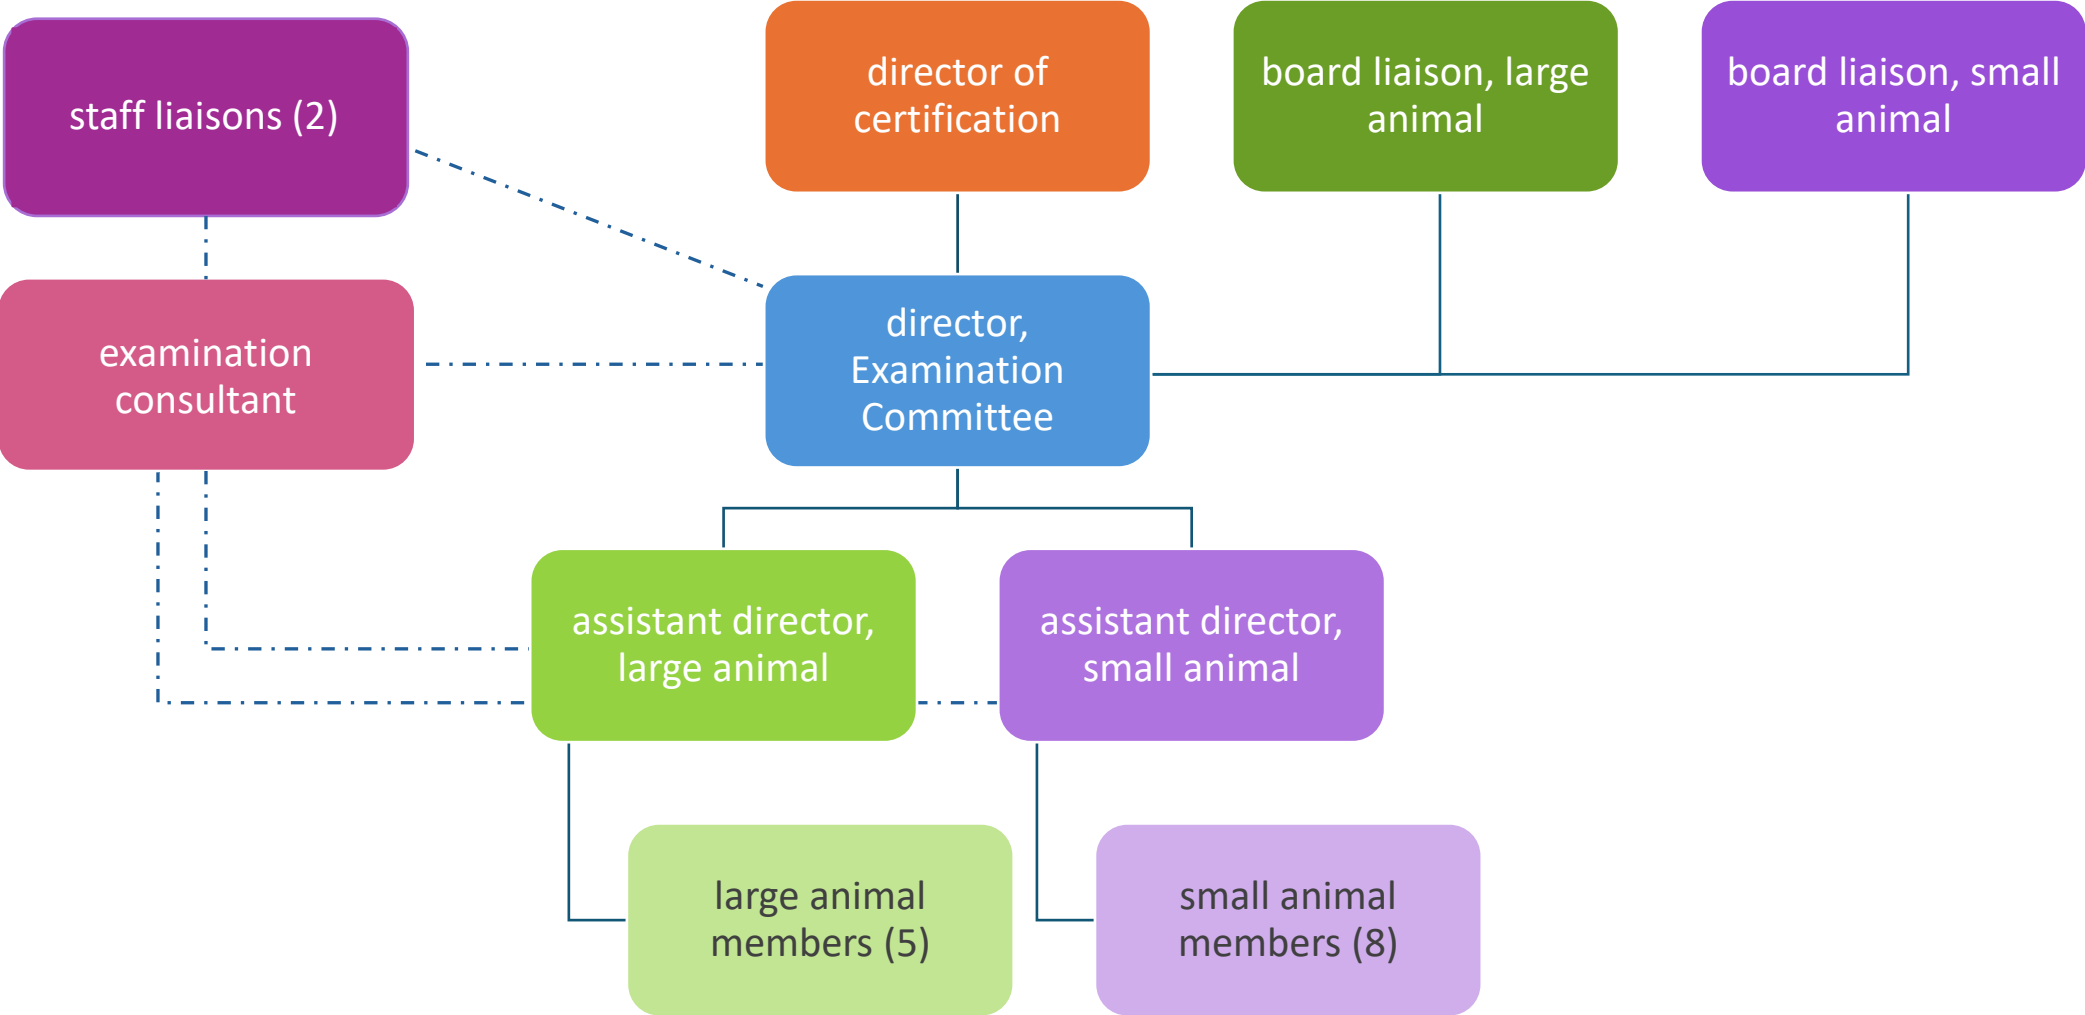 staff liaisons (2)
director of
certification
board liaison, large
animal
board liaison, small
animal
examination
consultant
director,
Examination
Committee
assistant director,
large animal
assistant director,
small animal
large animal
members (5)
small animal
members (8)